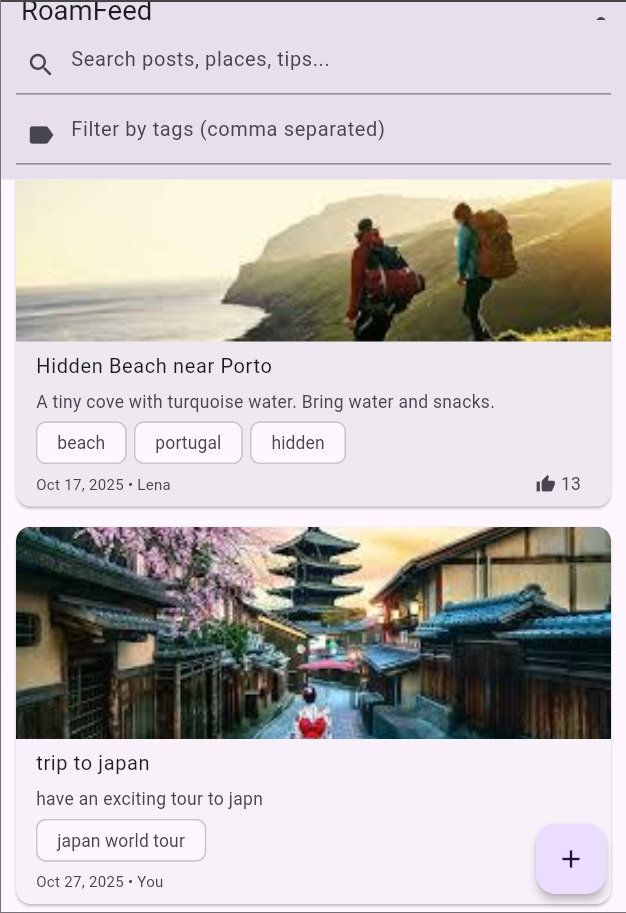 RoamFeed
Search posts, places, tips...
Filter by tags (comma separated)
Hidden Beach near Porto
A tiny cove with turquoise water. Bring water and snacks.
beach portugal hidden
Oct 17, 2025 • Lena 13
trip to japan
have an exciting tour to japn
japan world tour
Oct 27, 2025 • You
+